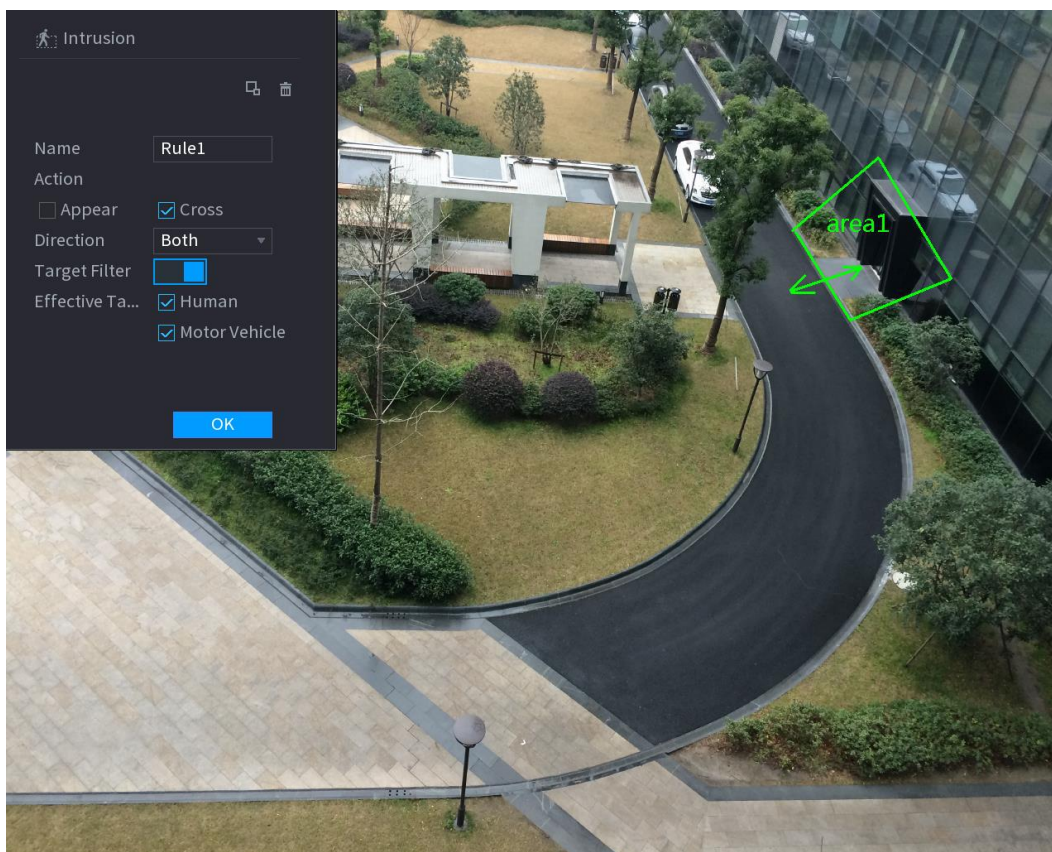 Intrusion
Name Rule1
Action
Appear Cross
Direction Both
Target Filter
Effective Ta... Human
Motor Vehicle
OK
area1